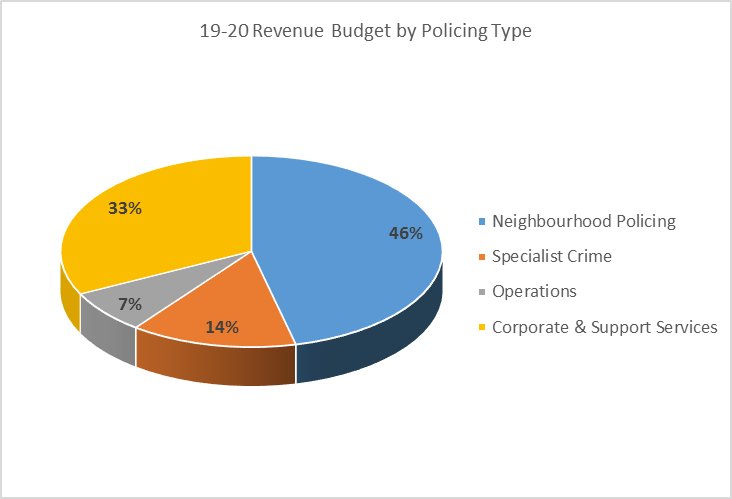 19-20 Revenue Budget by Policing Type
33%
46%
7%
14%
Neighbourhood Policing
Specialist Crime
Operations
Corporate & Support Services